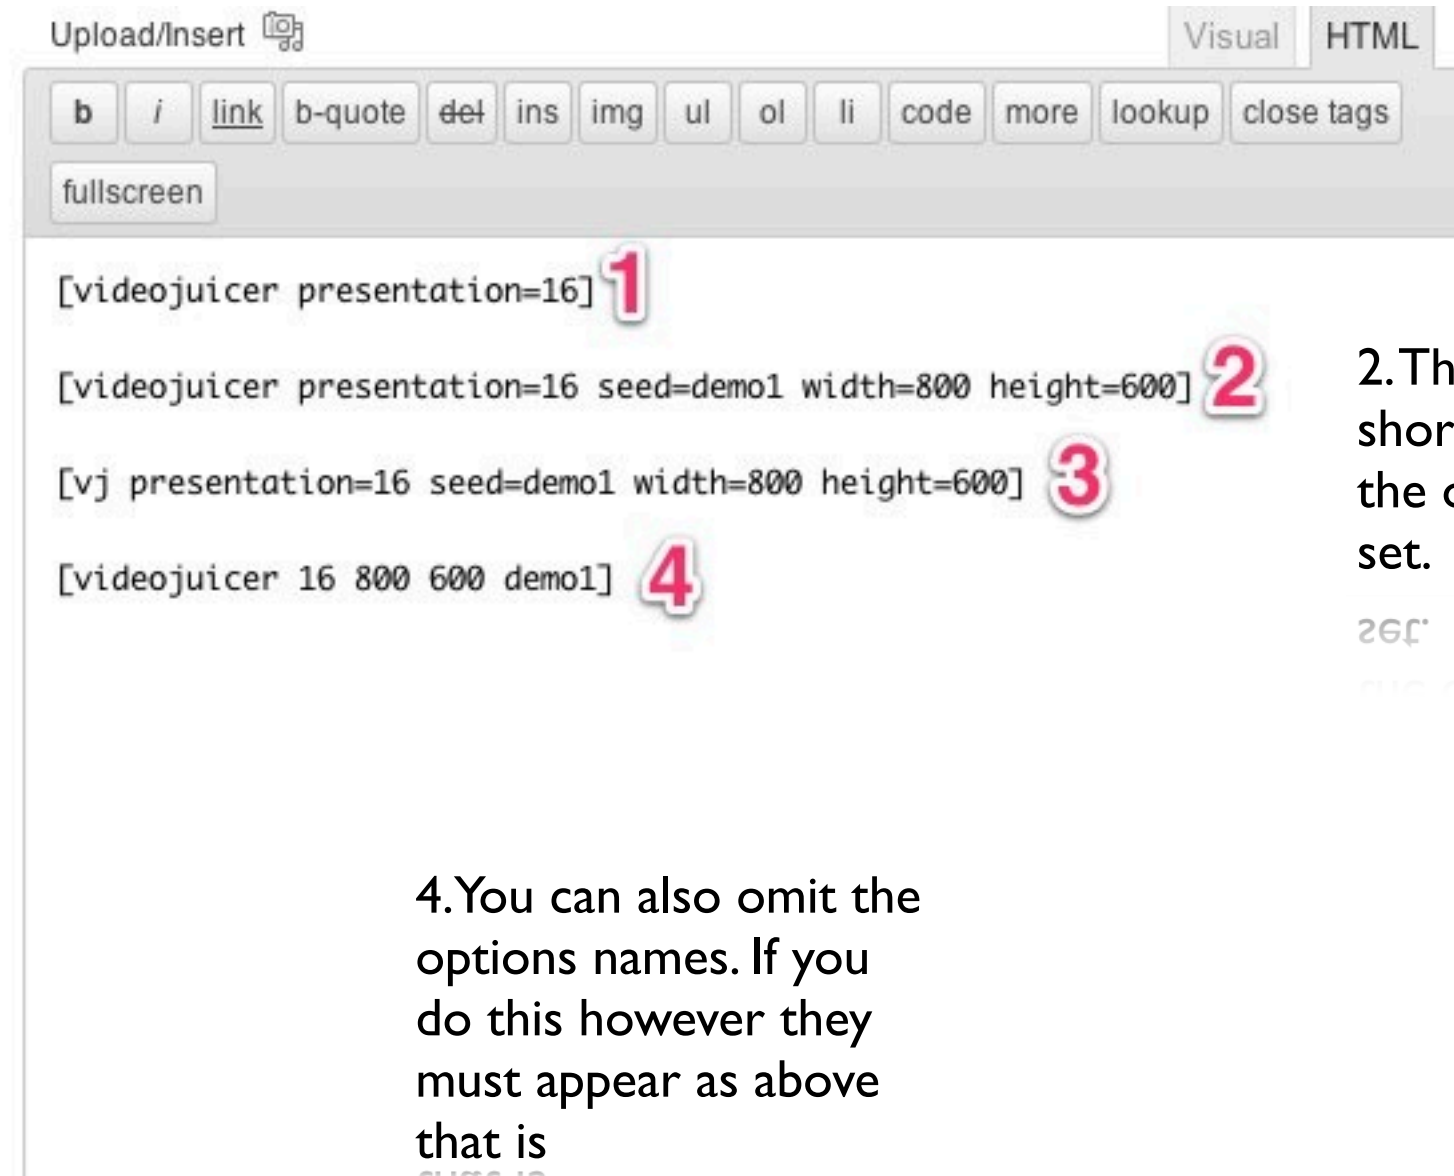 Upload/Insert
Visual HTML
b i link b-quote del ins img ul ol li code more lookup close tags
fullscreen
[videojuicer presentation=16] 1
[videojuicer presentation=16 seed=demo1 width=800 height=600] 2
[vj presentation=16 seed=demo1 width=800 height=600] 3
[videojuicer 16 800 600 demo1] 4
2. Th
shor
the
set.
4. You can also omit the
options names. If you
do this however they
must appear as above
that is